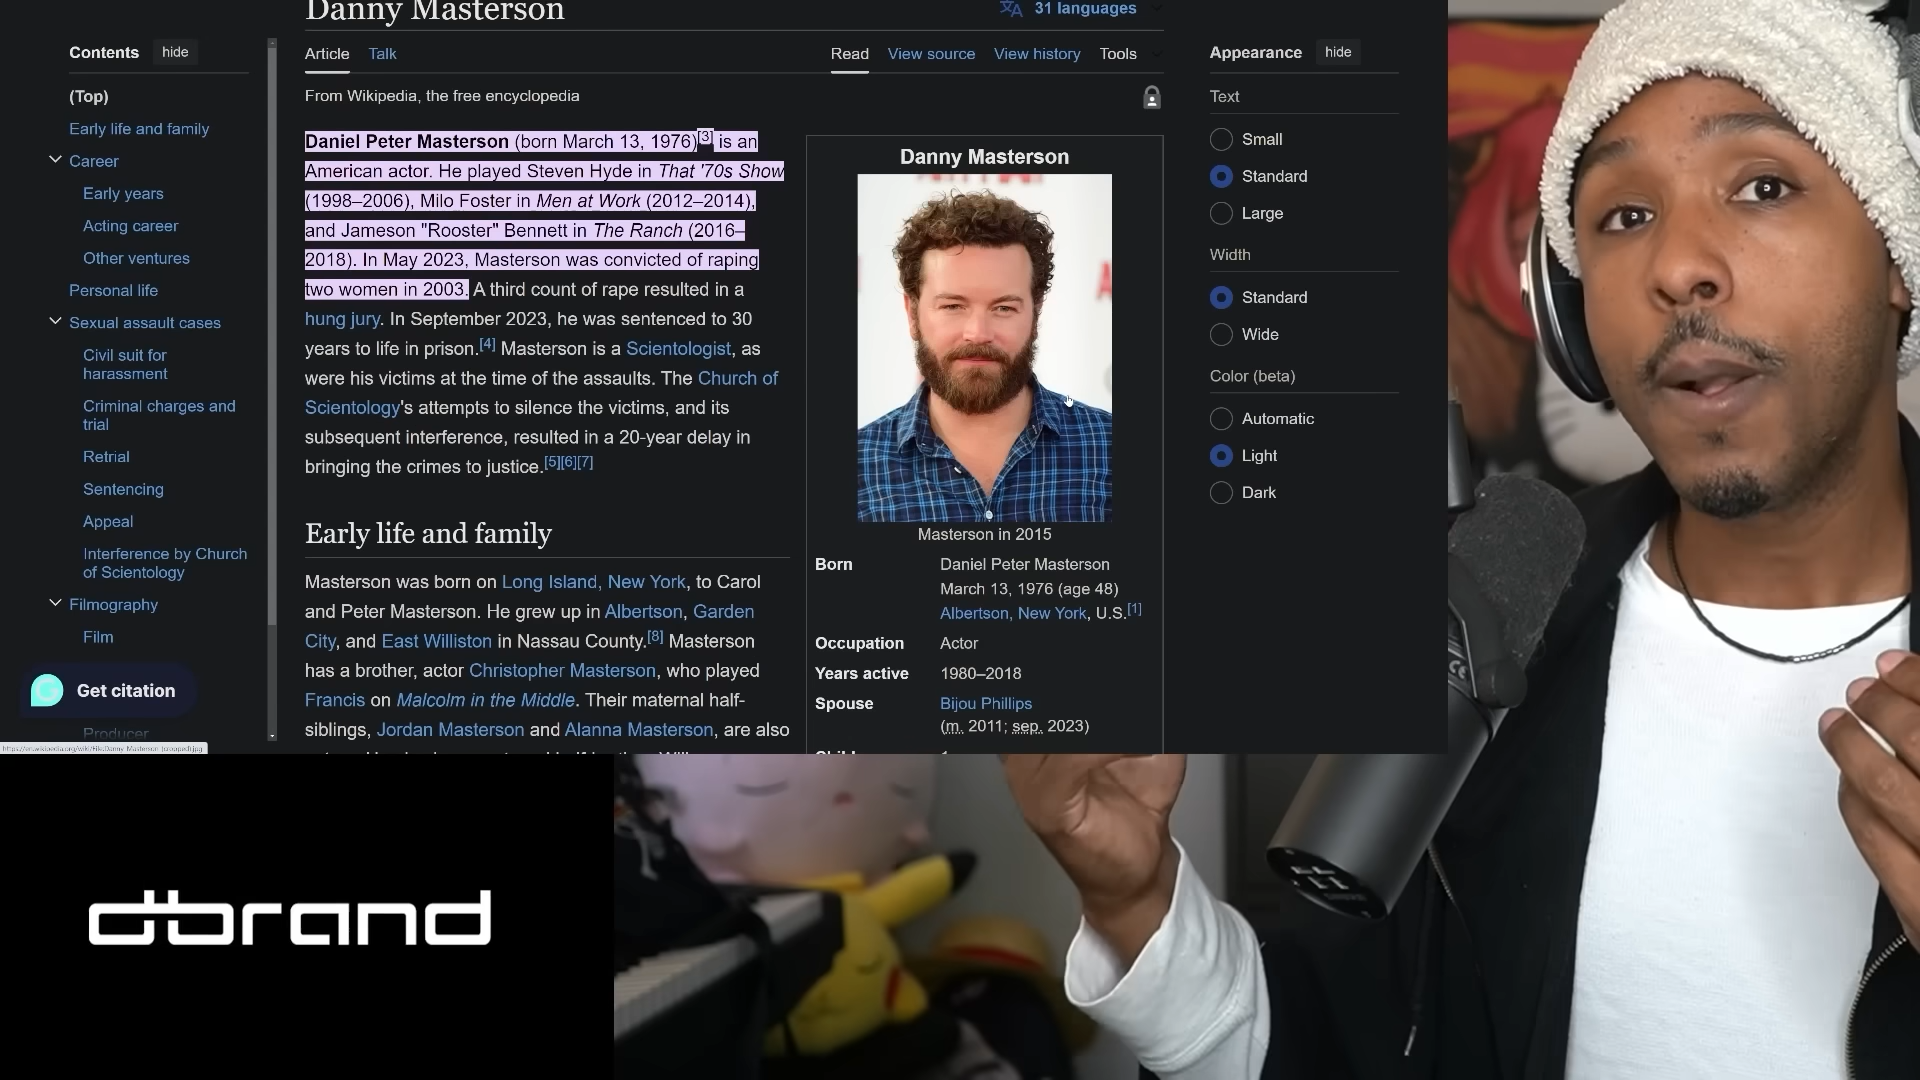 Danny Masterson
31 languages
Contents hide
(Top)
Early life and family
Career
Early years
Acting career
Other ventures
Personal life
Sexual assault cases
Civil suit for
harassment
Criminal charges and
trial
Retrial
Sentencing
Appeal
Interference by Church
of Scientology
Filmography
Film
Get citation
Producer
Article Talk
Read View source View history Tools
From Wikipedia, the free encyclopedia
Daniel Peter Masterson (born March 13, 1976)[3] is an
American actor. He played Steven Hyde in That '70s Show
(1998–2006), Milo Foster in Men at Work (2012–2014),
and Jameson "Rooster" Bennett in The Ranch (2016–
2018). In May 2023, Masterson was convicted of raping
two women in 2003. A third count of rape resulted in a
hung jury. In September 2023, he was sentenced to 30
years to life in prison.[4] Masterson is a Scientologist, as
were his victims at the time of the assaults. The Church of
Scientology's attempts to silence the victims, and its
subsequent interference, resulted in a 20-year delay in
bringing the crimes to justice.[5][6][7]
Early life and family
Masterson was born on Long Island, New York, to Carol
and Peter Masterson. He grew up in Albertson, Garden
City, and East Williston in Nassau County.[8] Masterson
has a brother, actor Christopher Masterson, who played
Francis on Malcolm in the Middle. Their maternal half-
siblings, Jordan Masterson and Alanna Masterson, are also
Danny Masterson
Masterson in 2015
Born Daniel Peter Masterson
March 13, 1976 (age 48)
Albertson, New York, U.S.[1]
Occupation Actor
Years active 1980–2018
Spouse Bijou Phillips
(m. 2011; sep. 2023)
Appearance hide
Text
Small
Standard
Large
Width
Standard
Wide
Color (beta)
Automatic
Light
Dark
dbrand